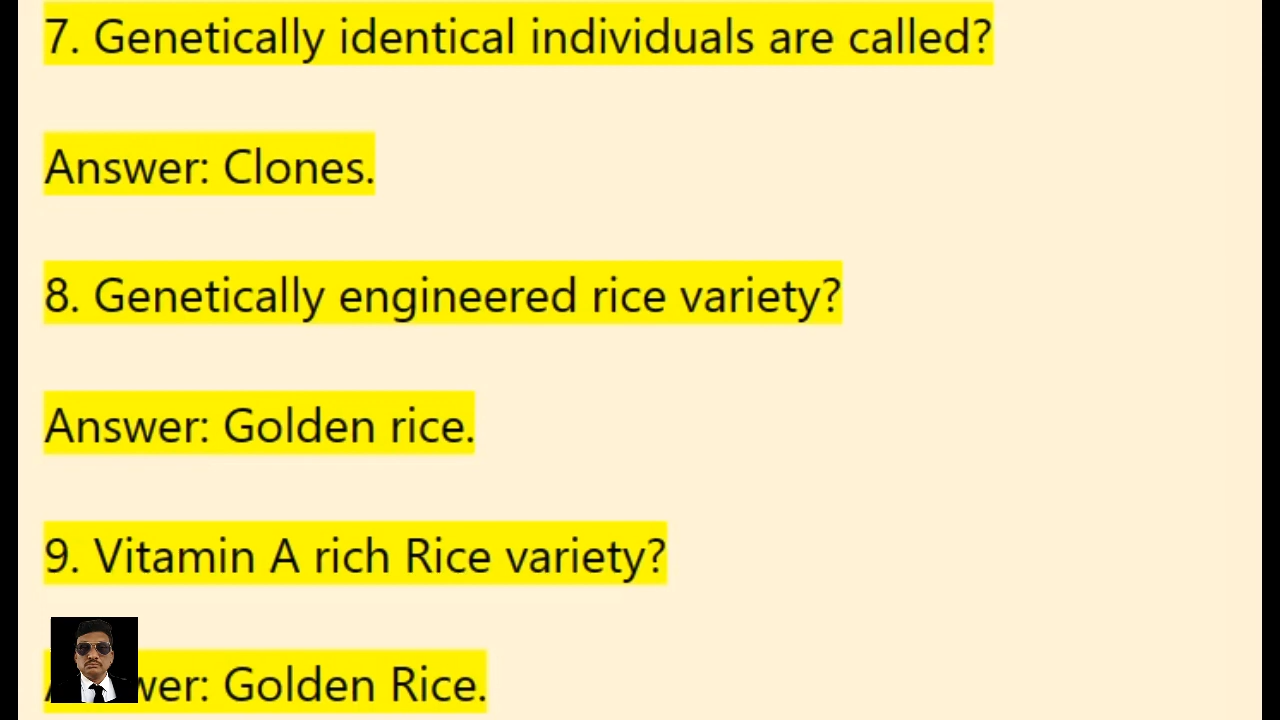 7. Genetically identical individuals are called?
Answer: Clones.
8. Genetically engineered rice variety?
Answer: Golden rice.
9. Vitamin A rich Rice variety?
wer: Golden Rice.